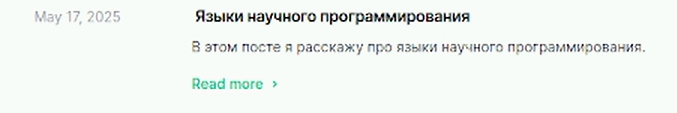 May 17, 2025
Языки научного программирования
В этом посте я расскажу про языки научного программирования.
Read more ›